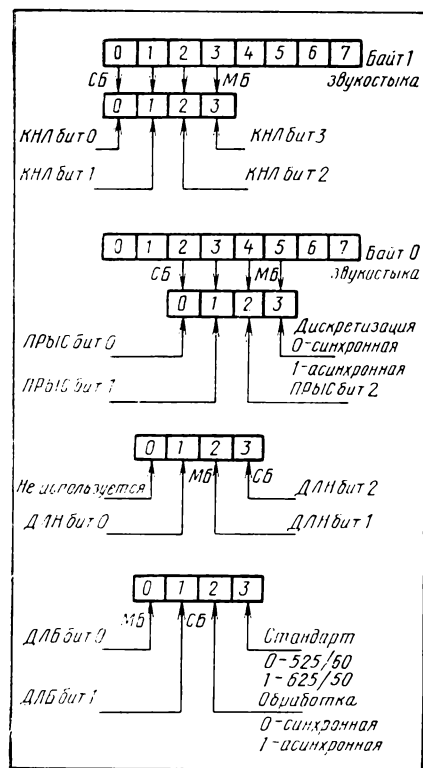 0 1 2 3 4 5 6 7 Байт 1
СБ МБ звукостыка
0 1 2 3
КНЛ бит 0 КНЛ бит 3
КНЛ бит 1 КНЛ бит 2
0 1 2 3 4 5 6 7 Байт 0
СБ МБ звукостыка
0 1 2 3
Дискретизация
ПРЫС бит 0 0-синхронная
1-асинхронная
ПРЫС бит 1 ПРЫС бит 2
0 1 2 3
МБ СБ
Не используется ДЛН бит 2
ДЛН бит 0 ДЛН бит 1
0 1 2 3
МБ СБ
ДЛБ бит 0 Стандарт
0-525/60
1-625/50
ДЛБ бит 1 Обработка
0-синхронная
1-асинхронная